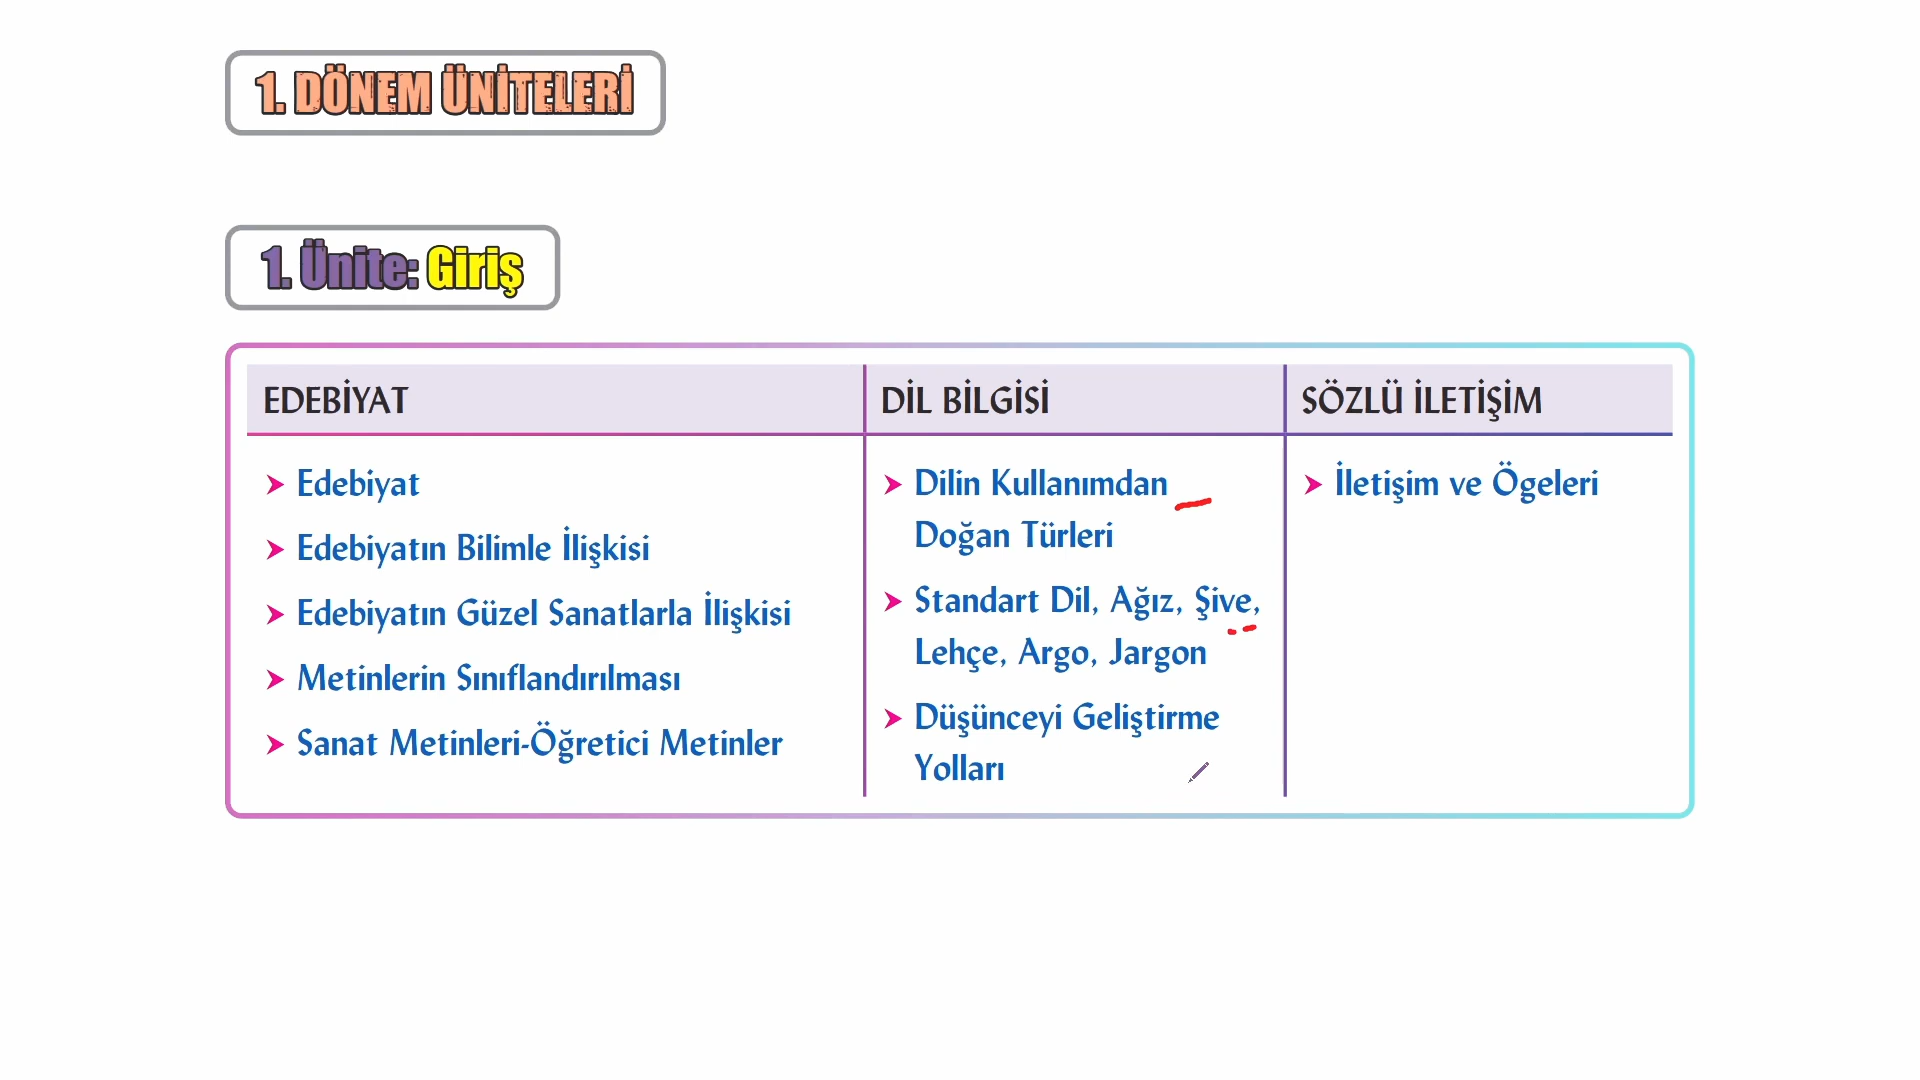 1. DÖNEM ÜNİTELERİ
1. Ünite: Giriş
EDEBİYAT
Edebiyat
Edebiyatın Bilimle İlişkisi
Edebiyatın Güzel Sanatlarla İlişkisi
Metinlerin Sınıflandırılması
Sanat Metinleri-Öğretici Metinler
DİL BİLGİSİ
Dilin Kullanımdan
Doğan Türleri
Standart Dil, Ağız, Şive,
Lehçe, Argo, Jargon
Düşünceyi Geliştirme
Yolları
SÖZLÜ İLETİŞİM
İletişim ve Ögeleri